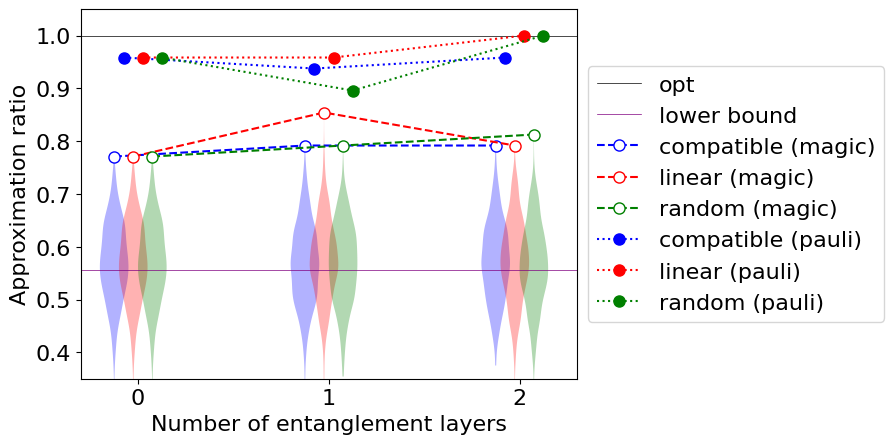 Approximation ratio
1.0
0.9
0.8
0.7
0.6
0.5
0.4
0
1
2
Number of entanglement layers
opt
lower bound
compatible (magic)
linear (magic)
random (magic)
compatible (pauli)
linear (pauli)
random (pauli)